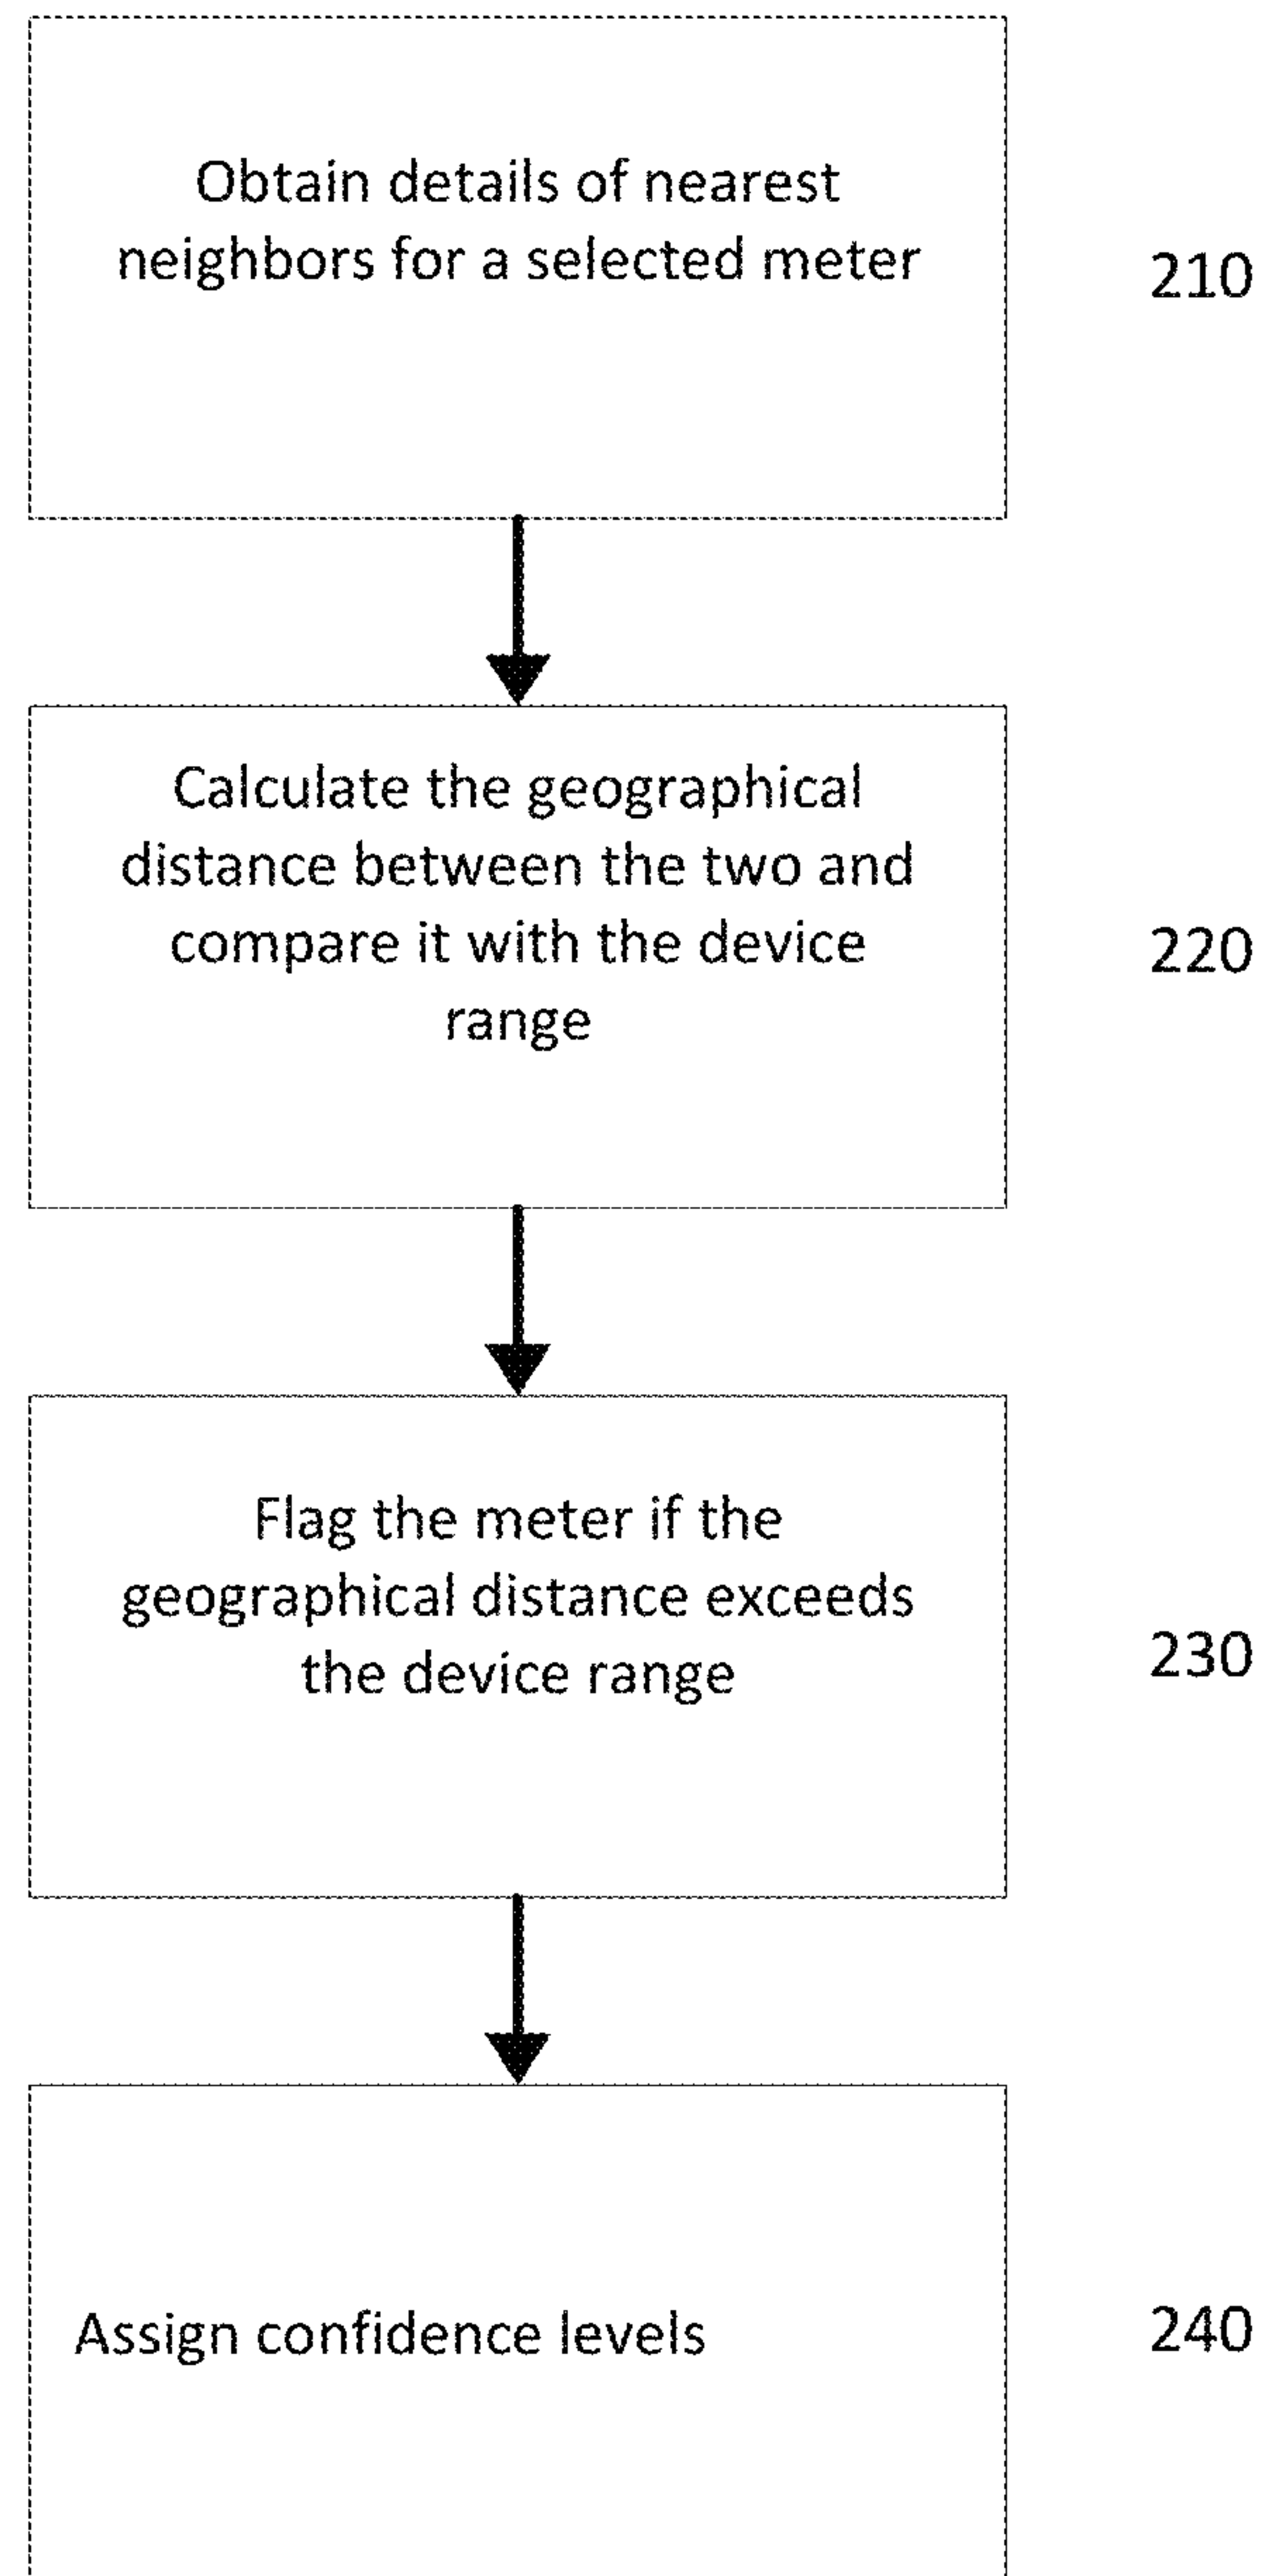 Obtain details of nearest
neighbors for a selected meter
210
Calculate the geographical
distance between the two and
compare it with the device
range
220
Flag the meter if the
geographical distance exceeds
the device range
230
Assign confidence levels
240